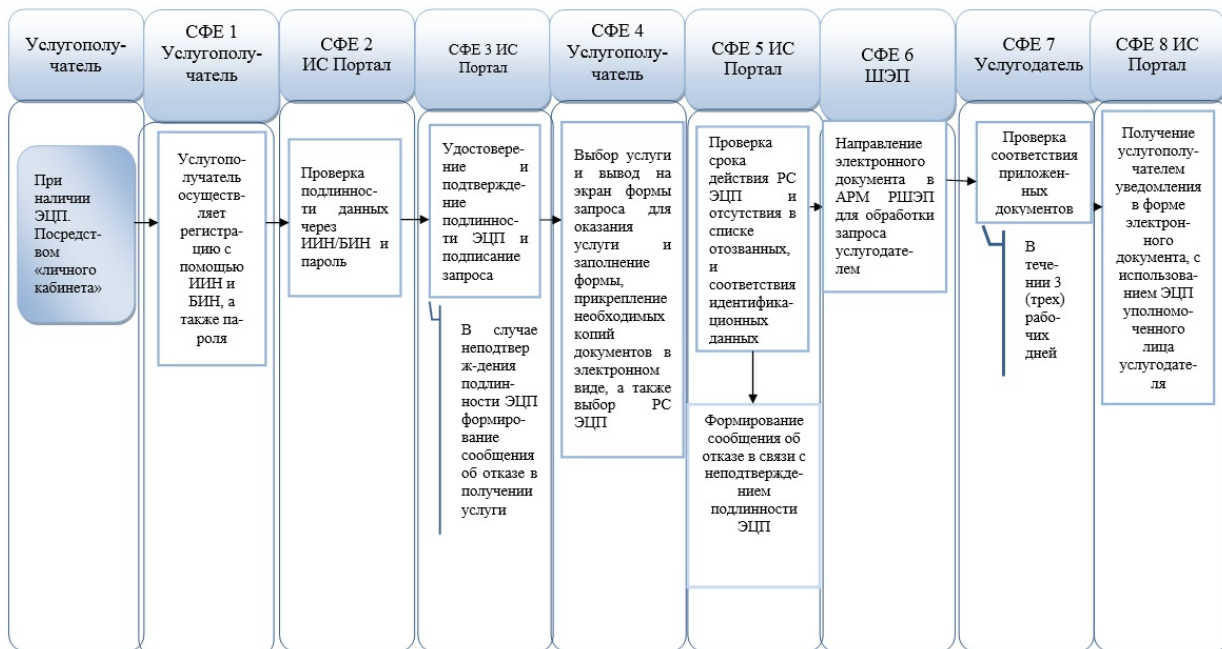 Услугополу-
чатель
СФЕ 1
Услугополу-
чатель
СФЕ 2
ИС Портал
СФЕ 3 ИС
Портал
СФЕ 4
Услугополу-
чатель
СФЕ 5 ИС
Портал
СФЕ 6
ШЭП
СФЕ 7
Услугодатель
СФЕ 8 ИС
Портал
При
наличии ЭЦП.
Посредст-
вом
«личного
кабинета»
Услугопо-
лучатель
осуществ-
ляет
регистра-
цию с
помощью
ИИН и
БИН, а
также па-
роля
Проверка
подлиннос-
ти данных
через
ИИН/БИН и
пароль
Удостовере-
ние и
подтвержде-
ние
подлиннос-
ти ЭЦП и
подписание
запроса
В случае
неподтвер
ж-дения
подлин-
ности ЭЦП
формиро-
вание
сообщения
об отказе в
получении
услуги
Выбор услуги
и вывод на
экран формы
запроса для
оказания
услуги и
заполнение
формы,
прикрепление
необходимых
копий
документов в
электронном
виде, а также
выбор РС
ЭЦП
Проверка
срока
действия РС
ЭЦП и
отсутствия в
списке
отозванных,
и
соответствия
идентифика-
ционных
данных
Формирование
сообщения об
отказе в связи с
неподтвержде-
нием
подлинности
ЭЦП
Направление
электронного
документа в
АРМ РШЭП
для обработки
запроса
услугодате-
лем
Проверка
соответствия
приложен-
ных
документов
В
течении 3
(трех)
рабо-
чих
дней
Получение
услугополу-
чателем
уведомления
в форме
электрон-
ного
документа, с
использова-
нием ЭЦП
уполномо-
ченного
лица
услугодате-
ля